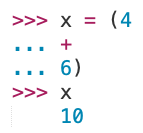 >>> x = (4
... +
... 6)
>>> x
10